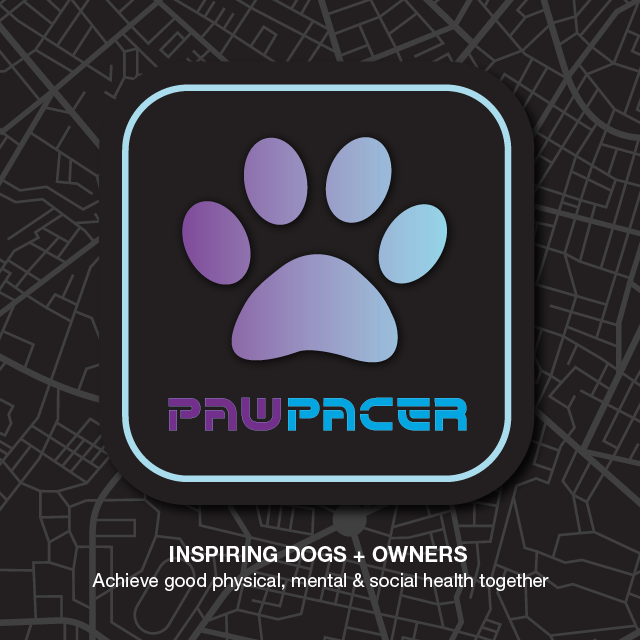 PAWPACER
INSPIRING DOGS + OWNERS
Achieve good physical, mental & social health together